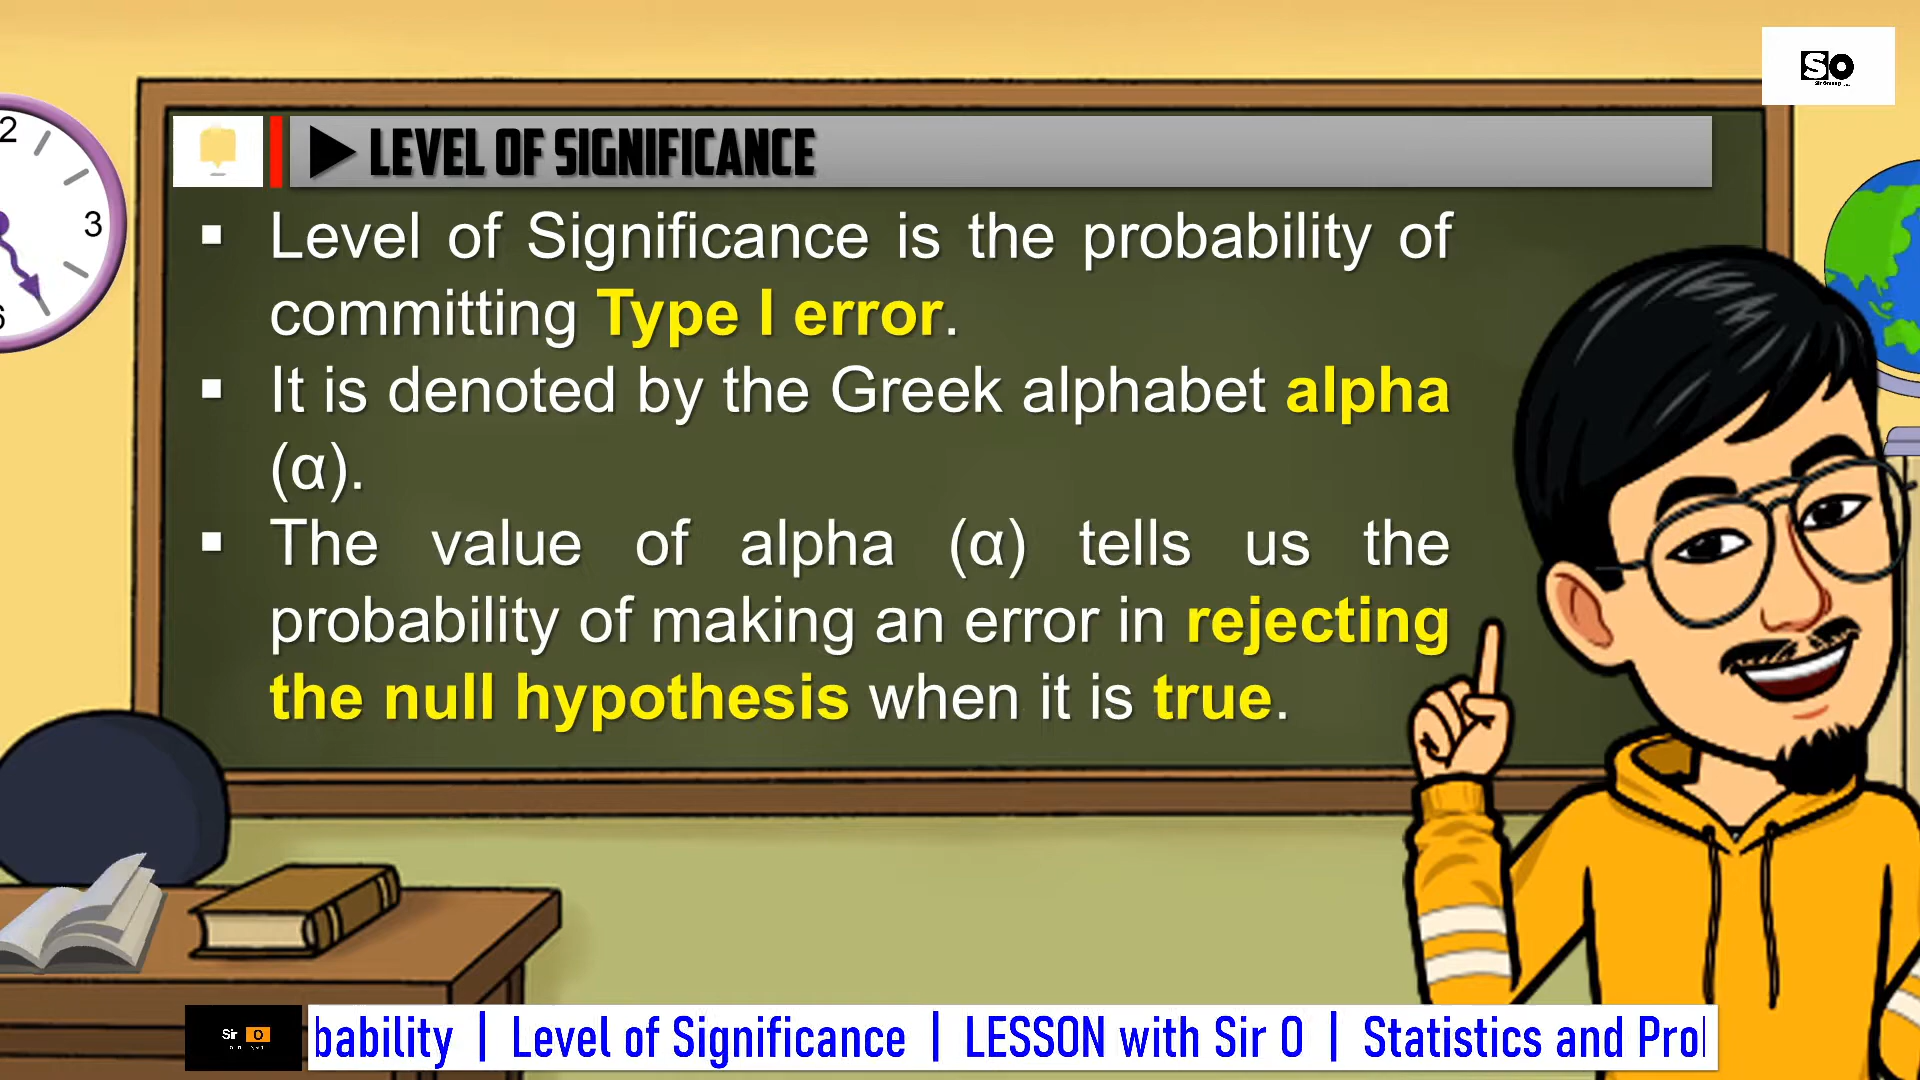 2
3
6
SO
LEVEL OF SIGNIFICANCE
Level of Significance is the probability of
committing Type I error.
It is denoted by the Greek alphabet alpha
(α).
The value of alpha (α) tells us the
probability of making an error in rejecting
the null hypothesis when it is true.
Sir O
bability | Level of Significance | LESSON with Sir O | Statistics and Pro